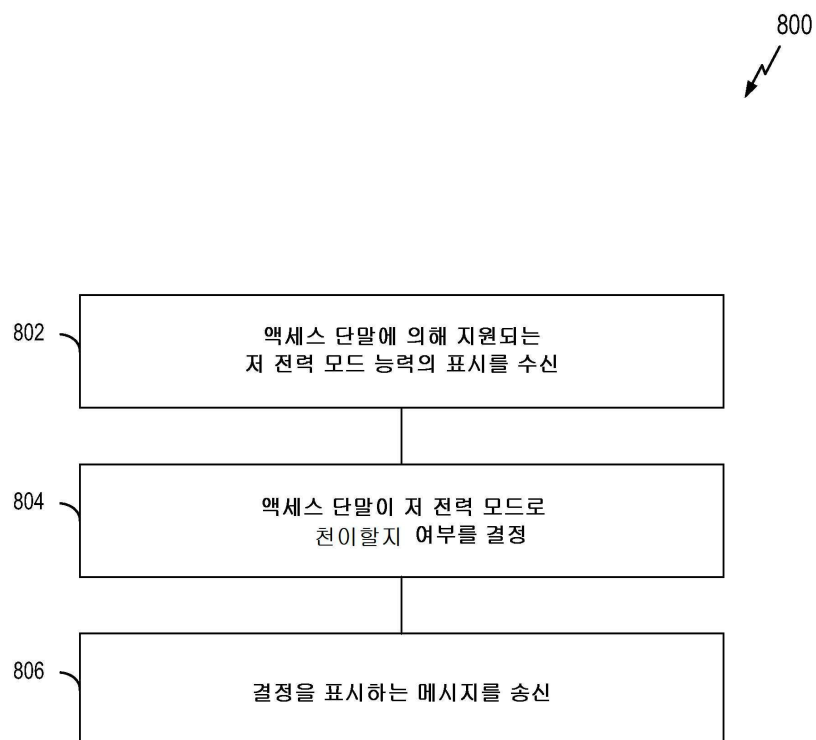 800
802
액세스 단말에 의해 지원되는
저 전력 모드 능력의 표시를 수신
804
액세스 단말이 저 전력 모드로
천이할지 여부를 결정
806
결정을 표시하는 메시지를 송신